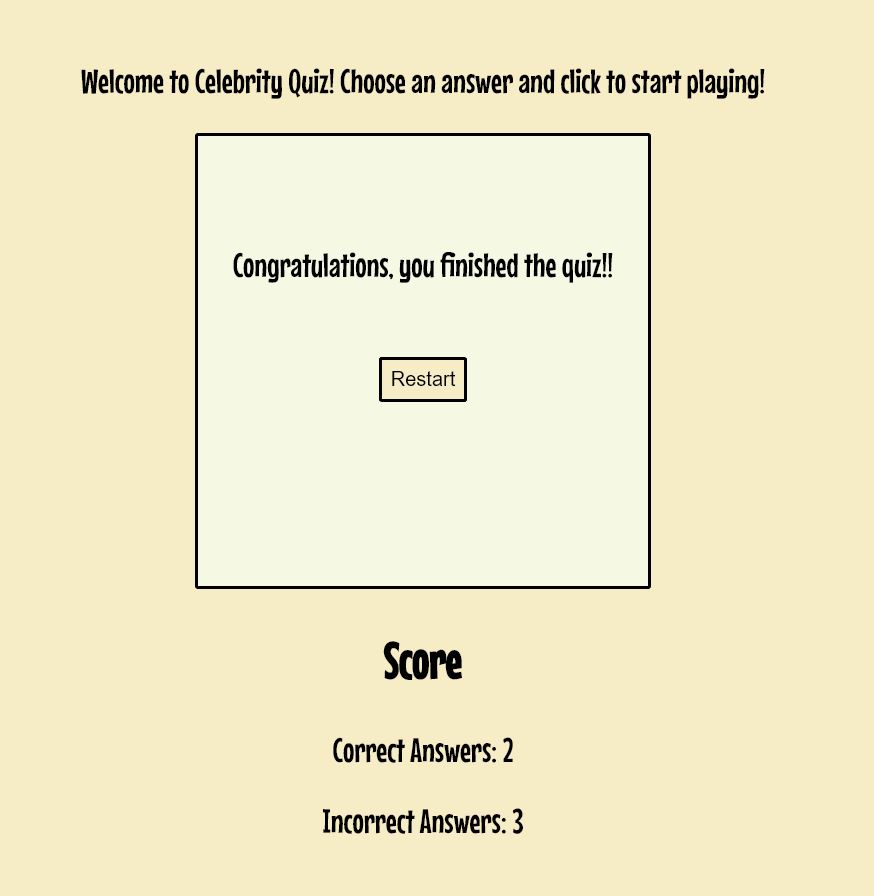 Welcome to Celebrity Quiz! Choose an answer and click to start playing!
Congratulations, you finished the quiz!!
Restart
Score
Correct Answers: 2
Incorrect Answers: 3